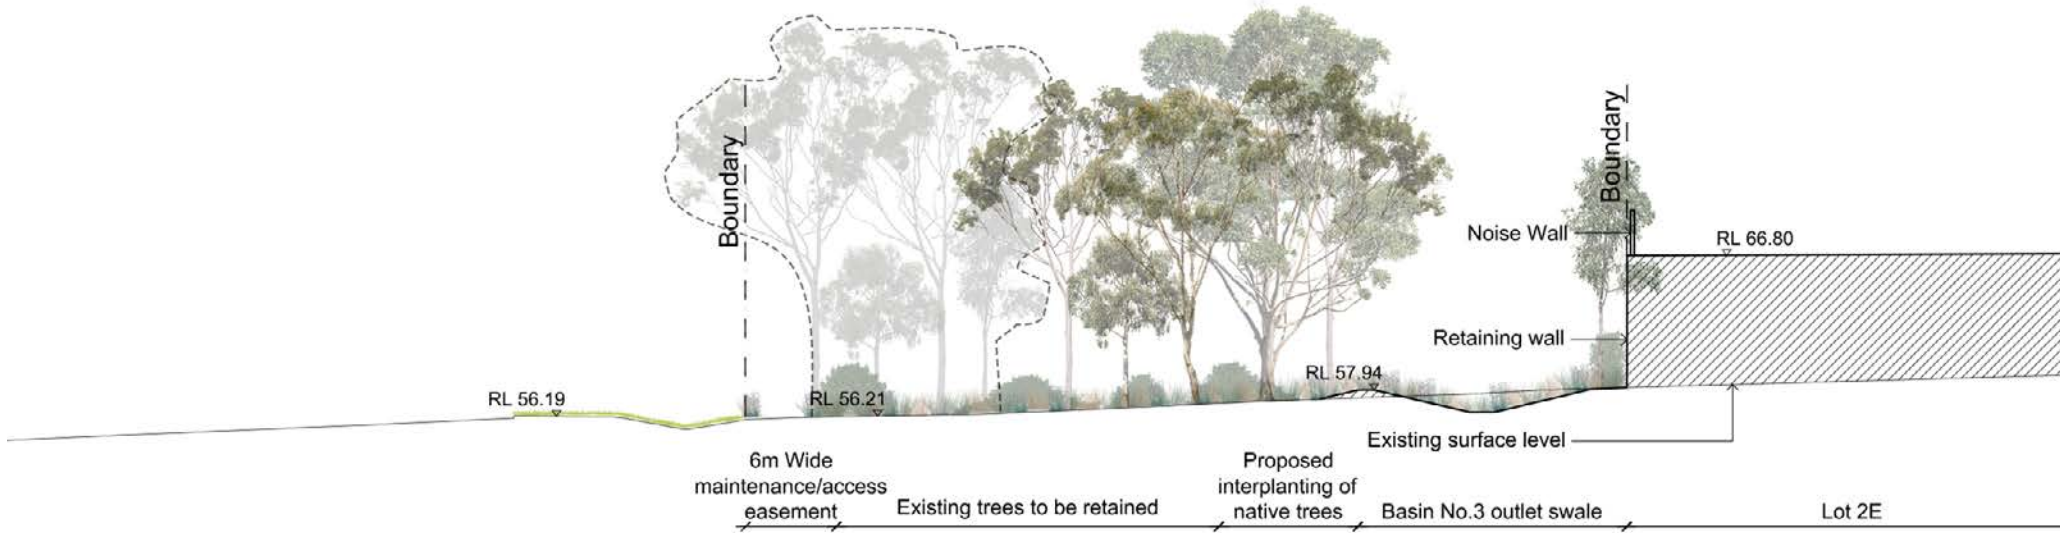 Boundary
Boundary
Noise Wall
RL 66.80
Retaining wall
RL 57.94
RL 56.19
RL 56.21
Existing surface level
6m Wide
maintenance/access
easement
Existing trees to be retained
Proposed
interplanting of
native trees
Basin No.3 outlet swale
Lot 2E